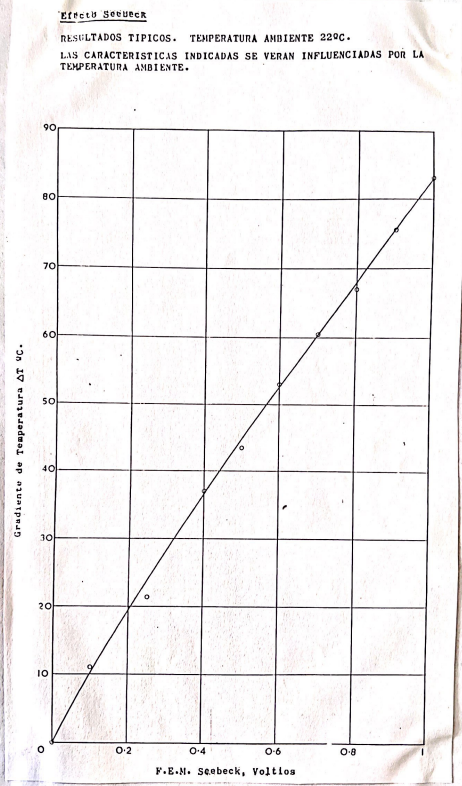 Efecto Seebeck
RESULTADOS TIPICOS. TEMPERATURA AMBIENTE 22ºC.
LAS CARACTERISTICAS INDICADAS SE VERAN INFLUENCIADAS POR LA
TEMPERATURA AMBIENTE.
90
80
70
60
50
40
30
20
10
0
Gradiente de Temperatura ΔT ºC.
0·2 0·4 0·6 0·8 1
F.E.M. Seebeck, Voltios